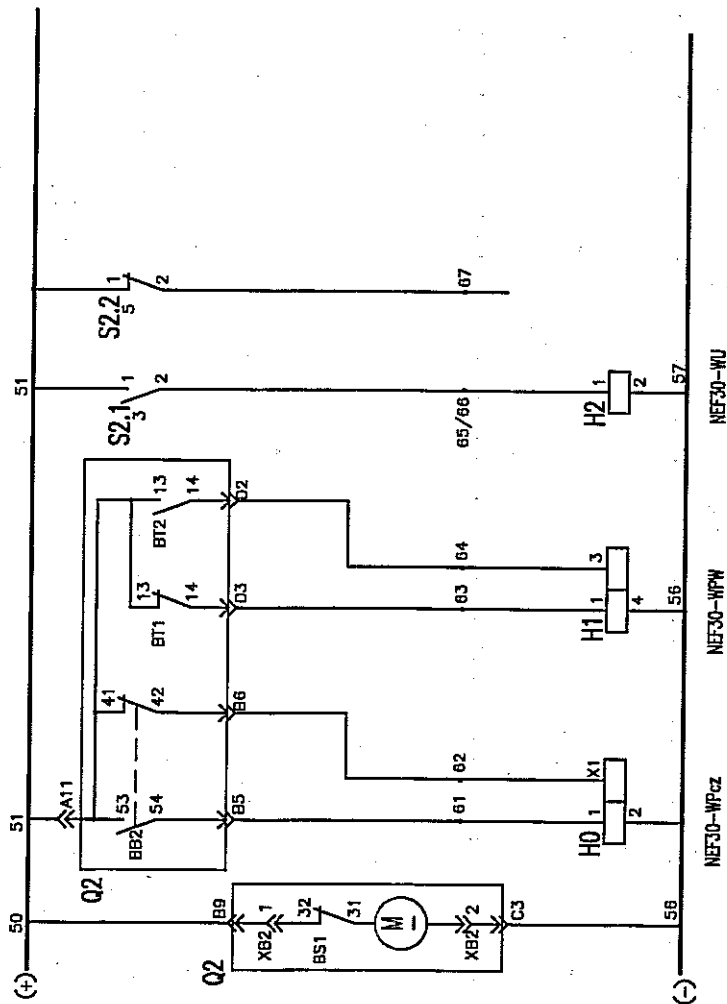 (+)
50
51
51
A11
Q2
53
54
BB2
41
42
13
14
BT1
13
14
BT2
B5
B6
D3
D2
S2.1
3
1
2
S2.2
5
1
2
Q2
B9
XB2
1
32
31
BS1
M
XB2
2
C3
61
62
63
64
65/66
67
H0
1
X1
2
H1
1
3
4
H2
1
2
(-)
56
56
57
NEF30-WPcz
NEF30-WPW
NEF30-WU